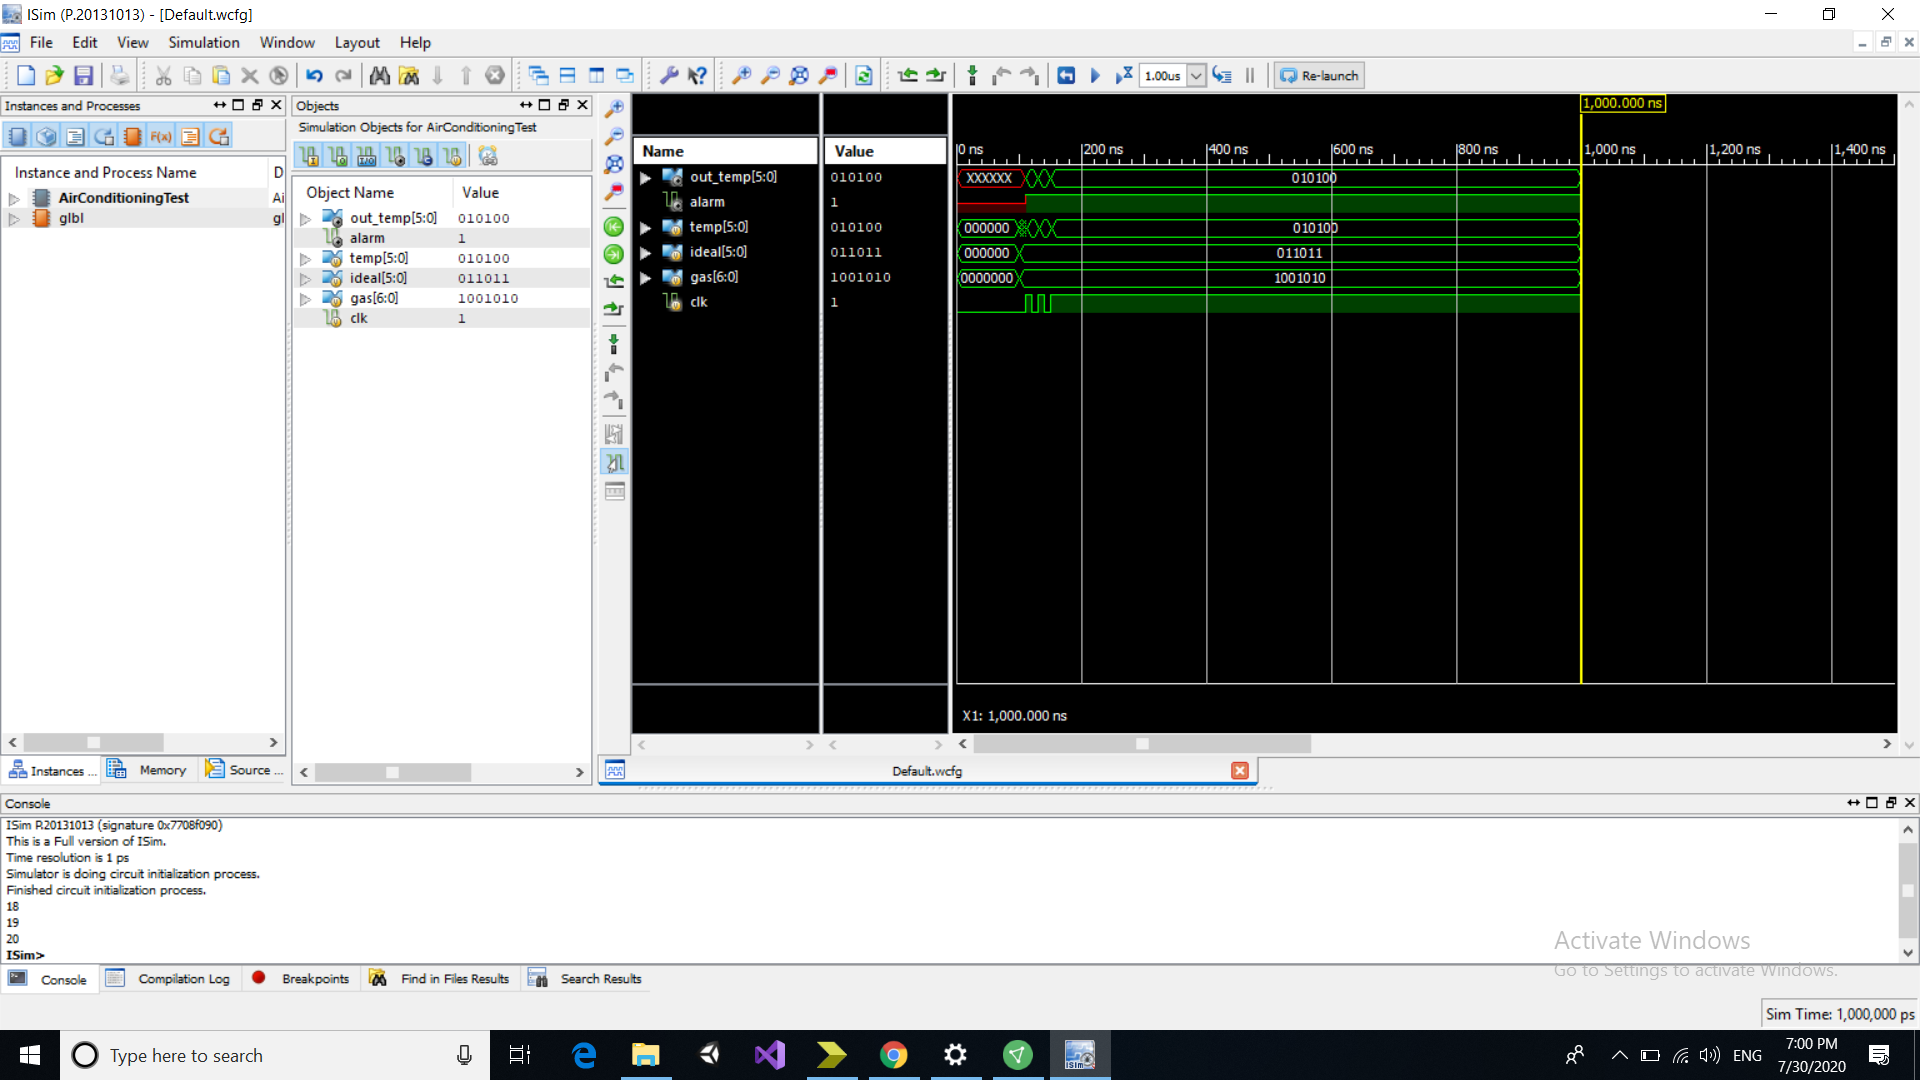 ISim (P.20131013) - [Default.wcfg]
File Edit View Simulation Window Layout Help
1.00us Re-launch
Instances and Processes
F(x)
Instance and Process Name D
AirConditioningTest Ai
glbl gl
Instances ... Memory Source ...
Objects
Simulation Objects for AirConditioningTest
Object Name Value
out_temp[5:0] 010100
alarm 1
temp[5:0] 010100
ideal[5:0] 011011
gas[6:0] 1001010
clk 1
Name Value
out_temp[5:0] 010100
alarm 1
temp[5:0] 010100
ideal[5:0] 011011
gas[6:0] 1001010
clk 1
1,000.000 ns
0 ns 200 ns 400 ns 600 ns 800 ns 1,000 ns 1,200 ns 1,400 ns
XXXXXX 010100
000000 010100
000000 011011
0000000 1001010
X1: 1,000.000 ns
Default.wcfg
Console
ISim P.20131013 (signature 0x7708f090)
This is a Full version of ISim.
Time resolution is 1 ps
Simulator is doing circuit initialization process.
Finished circuit initialization process.
18
19
20
ISim>
Activate Windows
Go to Settings to activate Windows.
Console Compilation Log Breakpoints Find in Files Results Search Results
Sim Time: 1,000,000 ps
Type here to search
ISim
ENG
7:00 PM
7/30/2020